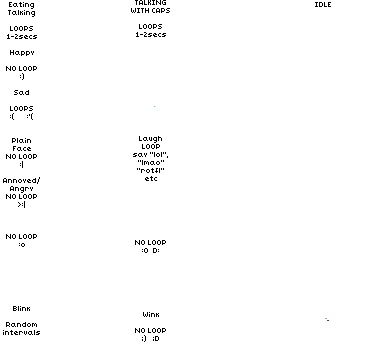 Eating
Talking
LOOPS
1-2secs
Happy
NO LOOP
:)
Sad
LOOPS
:( :'(
Plain
Face
NO LOOP
:|
Annoyed/
Angry
NO LOOP
>:|
NO LOOP
:o
Blink
Random
intervals
TALKING
WITH CAPS
LOOPS
1-2secs
Laugh
LOOP
say "lol",
"lmao"
"rotfl"
etc
NO LOOP
:O D:
Wink
NO LOOP
;) ;D
IDLE